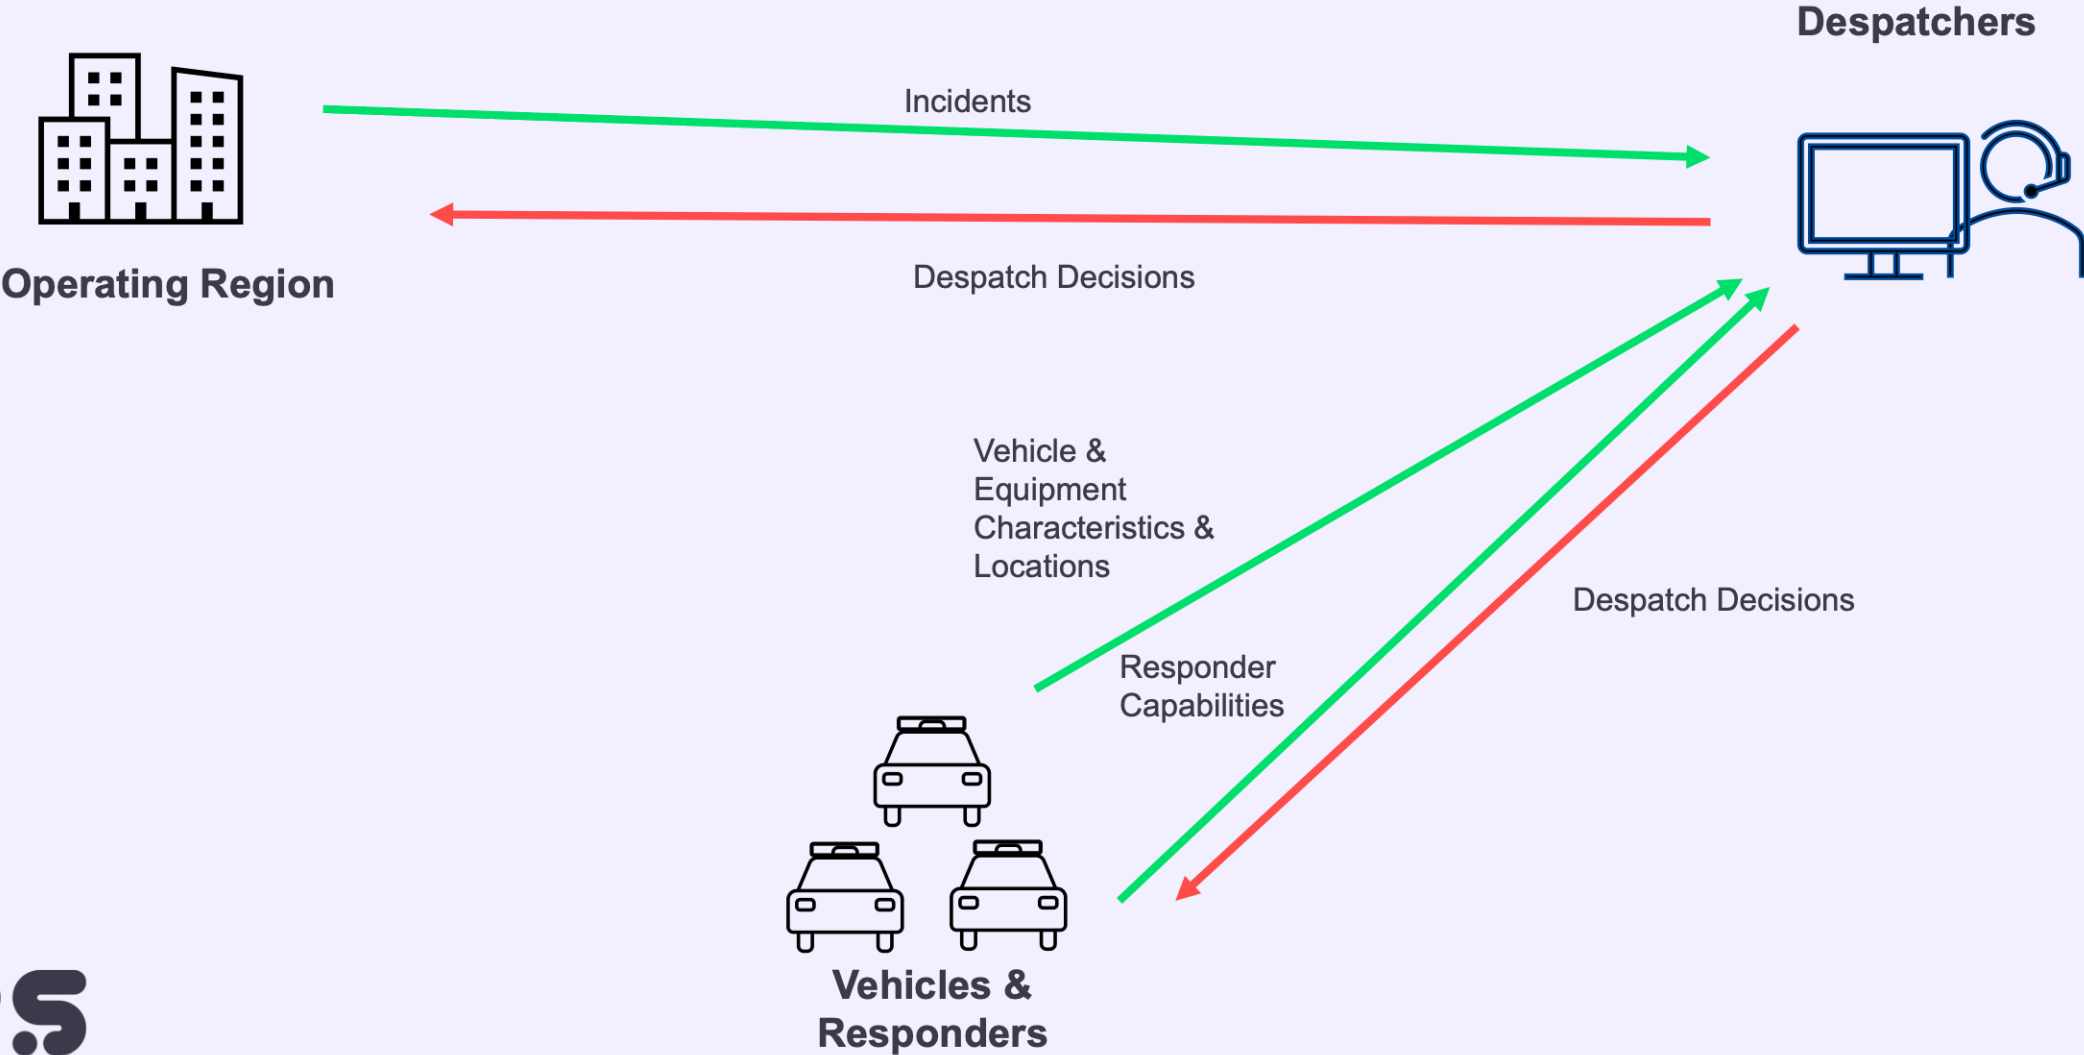 Despatchers
Incidents
Operating Region
Despatch Decisions
Vehicle &
Equipment
Characteristics &
Locations
Despatch Decisions
Responder
Capabilities
Vehicles &
Responders